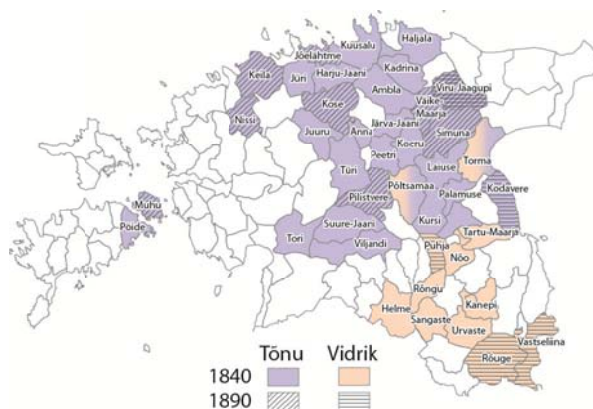 Haljala
Kuusalu
Jõelähtme
Keila
Jüri
Harju-Jaani
Kadrina
Viru-Jaagupi
Ambla
Väike-
Maarja
Kose
Nissi
Anna
Järva-Jaani
Simuna
Juuru
Koeru
Peetri
Torma
Türi
Laiuse
Põltsamaa
Kodavere
Palamuse
Pilistvere
Muhu
Pöide
Kursi
Suure-Jaani
Tori
Viljandi
Tartu-Maarja
Puhja
Nõo
Rõngu
Kanepi
Helme
Sangaste
Urvaste
Vastseliina
Rõuge
Tõnu Vidrik
1840
1890